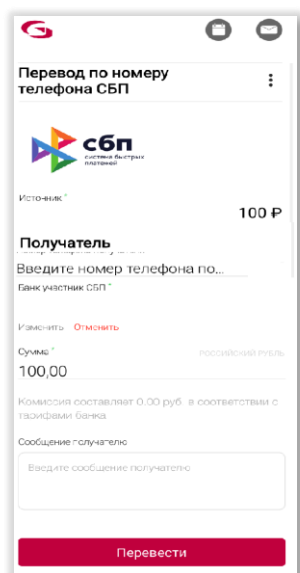 Перевод по номеру
телефона СБП
сбп
система быстрых
платежей
Источник *
100 ₽
Получатель
Введите номер телефона по...
Банк участник СБП *
Изменить Отменить
Сумма * РОССИЙСКИЙ РУБЛЬ
100,00
Комиссия составляет 0.00 руб. в соответствии с
тарифами банка.
Сообщение получателю
Введите сообщение получателю
Перевести